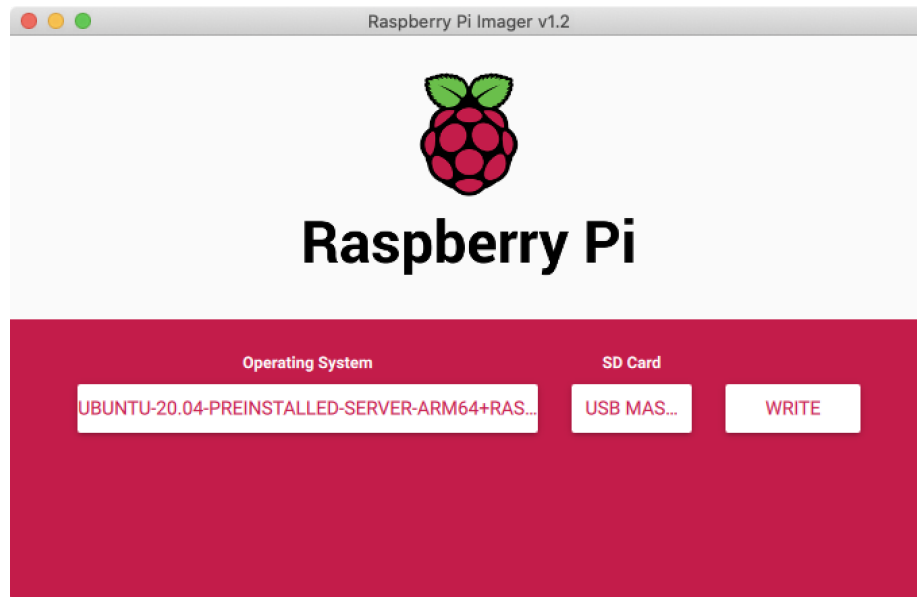 Raspberry Pi Imager v1.2
Raspberry Pi
Operating System
SD Card
UBUNTU-20.04-PREINSTALLED-SERVER-ARM64+RAS...
USB MAS...
WRITE